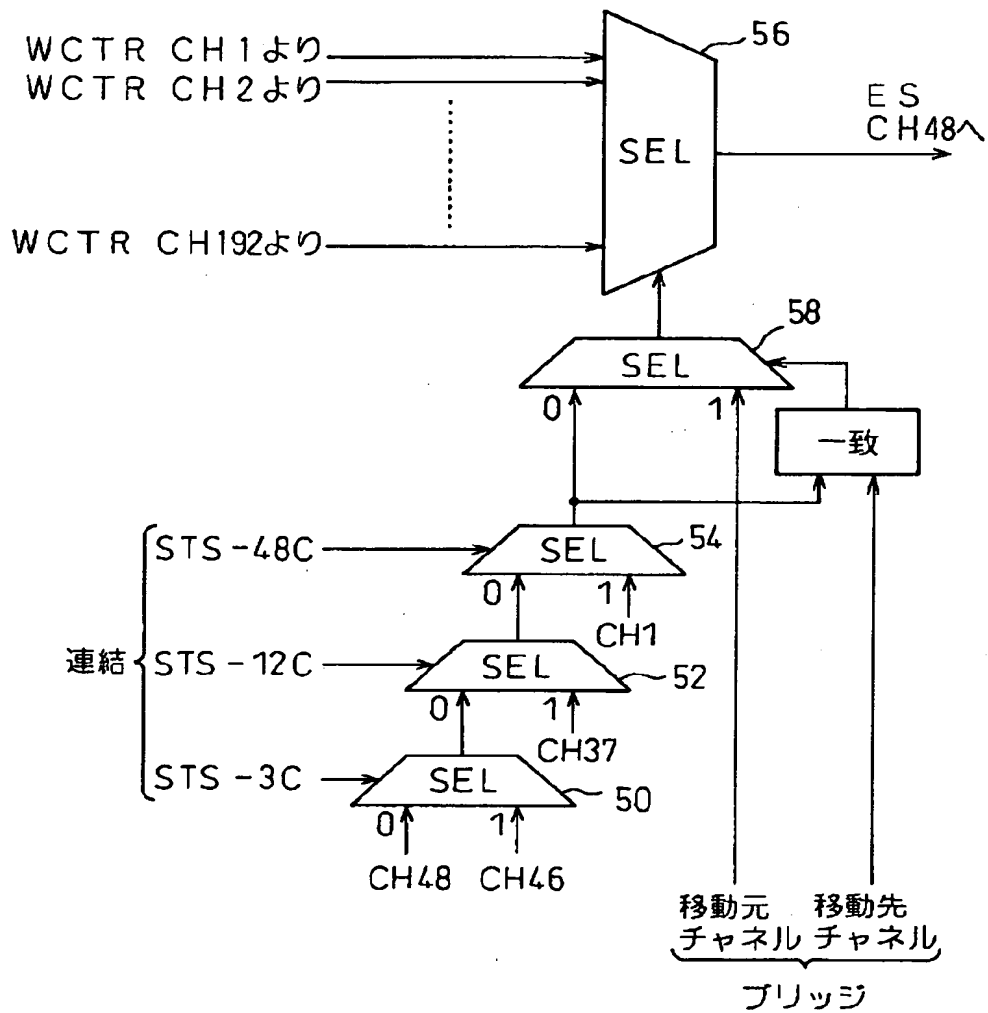 WCTR CH1より
WCTR CH2より
WCTR CH192より
SEL
56
ES
CH48へ
58
SEL
0
1
一致
STS-48C
SEL
54
0
1
CH1
連結
STS-12C
SEL
52
0
1
CH37
STS-3C
SEL
50
0
1
CH48
CH46
移動元
チャネル
移動先
チャネル
ブリッジ